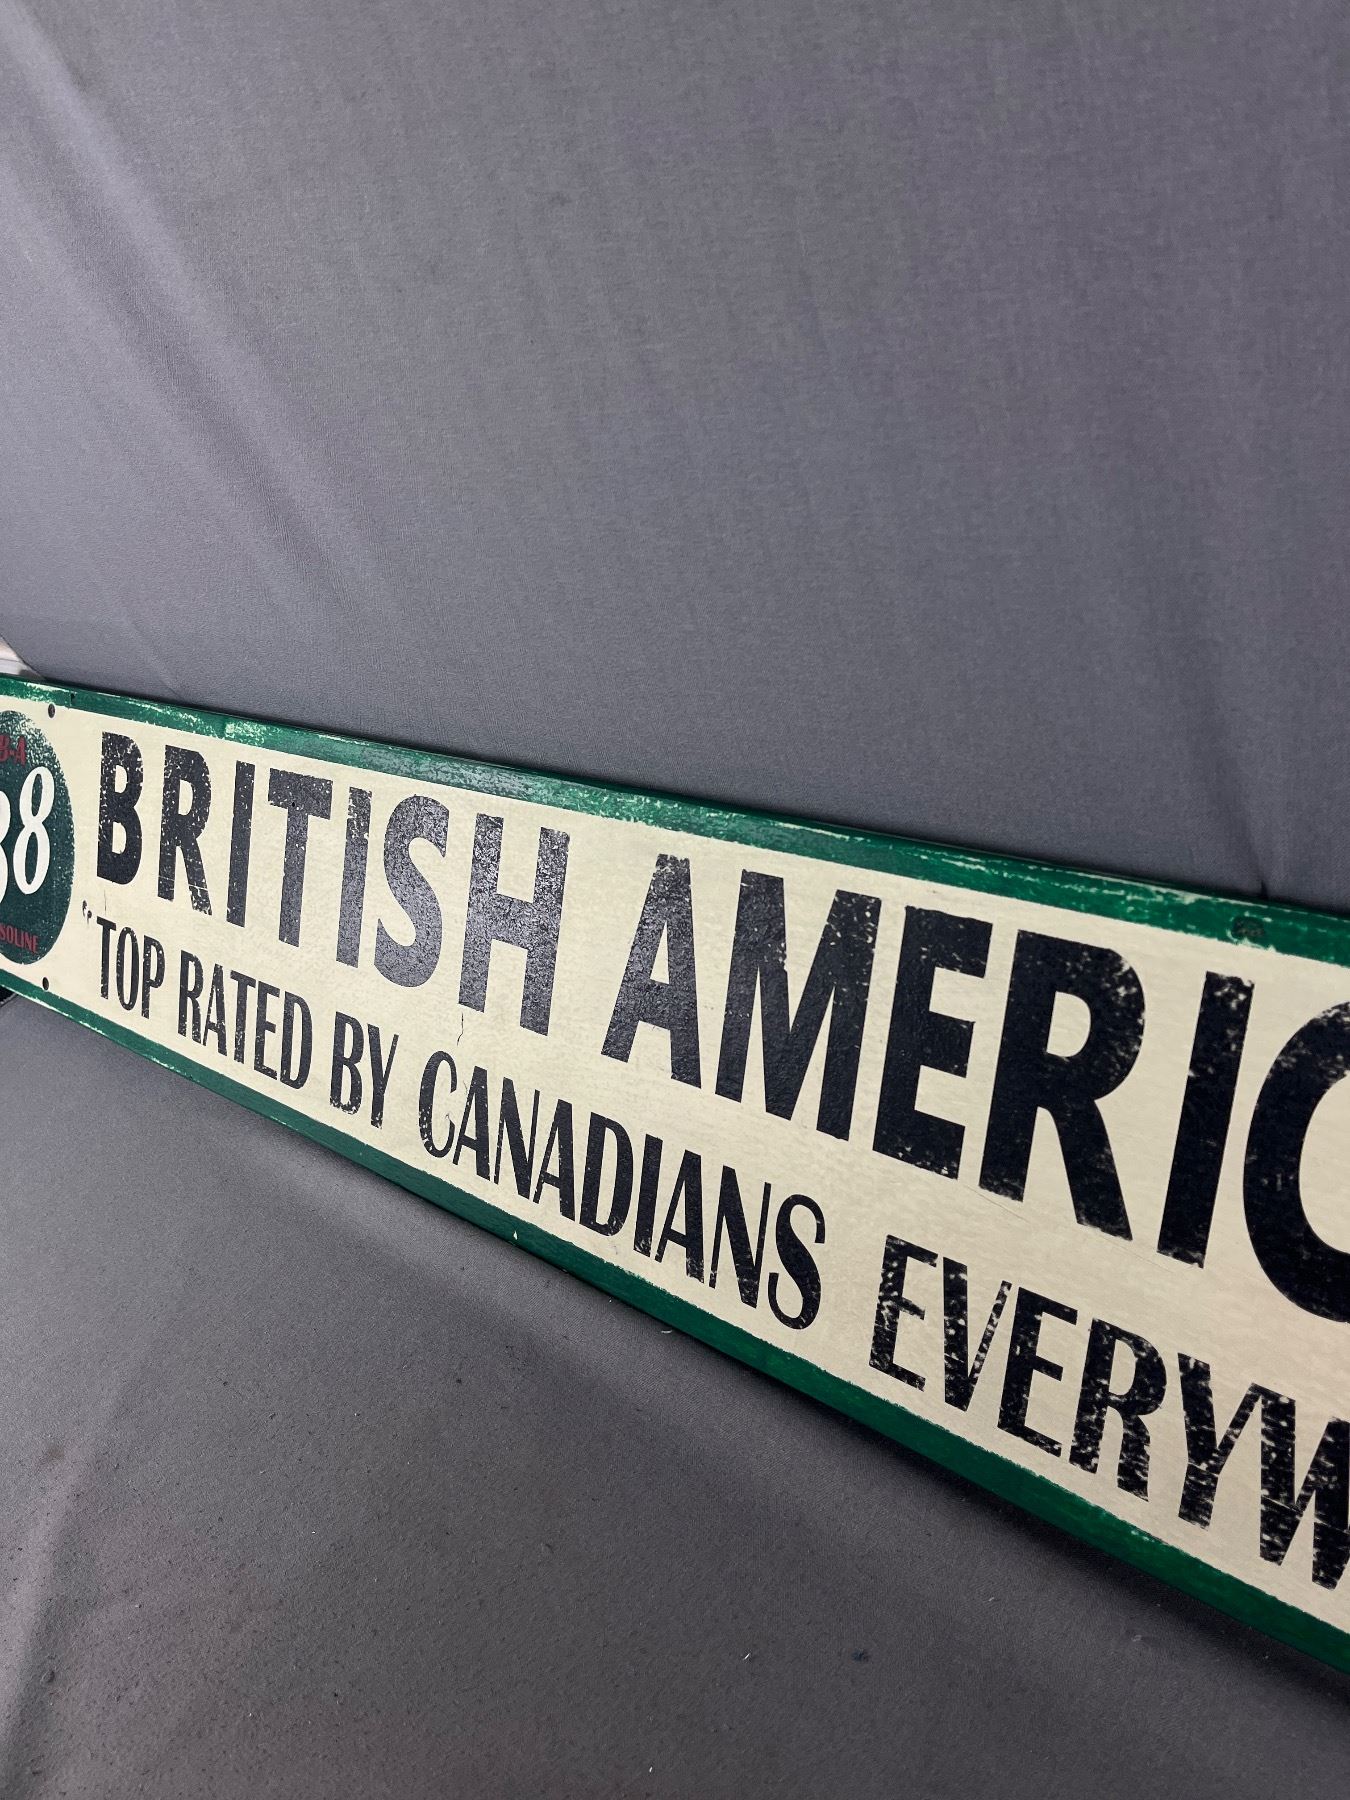 B-A
88
BRITISH AMERIC
"TOP RATED BY CANADIANS EVERYW
SOLINE